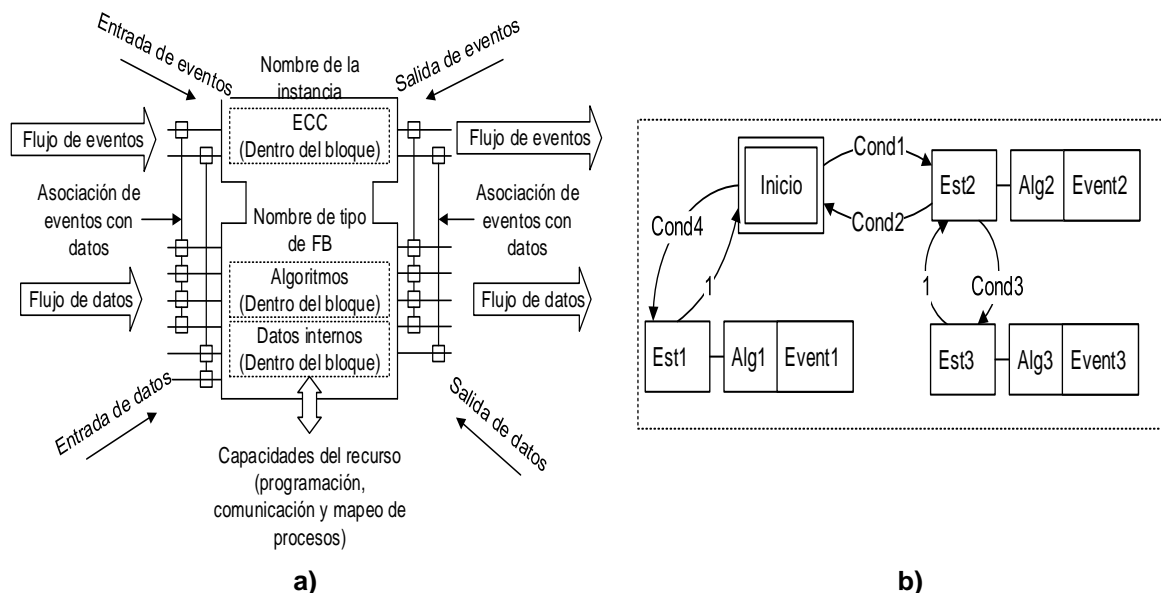 Entrada de eventos
Nombre de la
instancia
Salida de eventos
ECC
(Dentro del bloque)
Flujo de eventos
Flujo de eventos
Asociación de
eventos con
datos
Nombre de tipo
de FB
Asociación de
eventos con
datos
Algoritmos
(Dentro del bloque)
Flujo de datos
Flujo de datos
Datos internos
(Dentro del bloque)
Entrada de datos
Salida de datos
Capacidades del recurso
(programación,
comunicación y mapeo de
procesos)
a)
Inicio
Cond1
Cond2
Est2
Alg2
Event2
Cond4
1
1
Cond3
Est1
Alg1
Event1
Est3
Alg3
Event3
b)